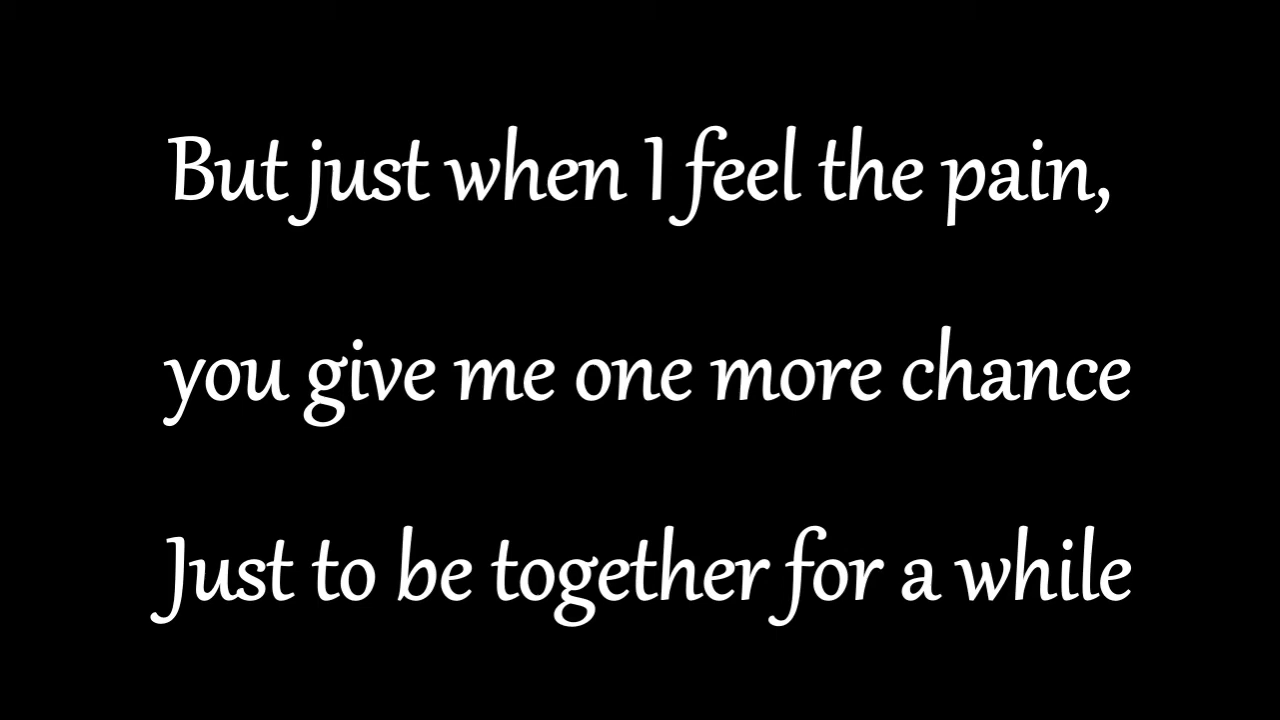 But just when I feel the pain,
you give me one more chance
Just to be together for a while